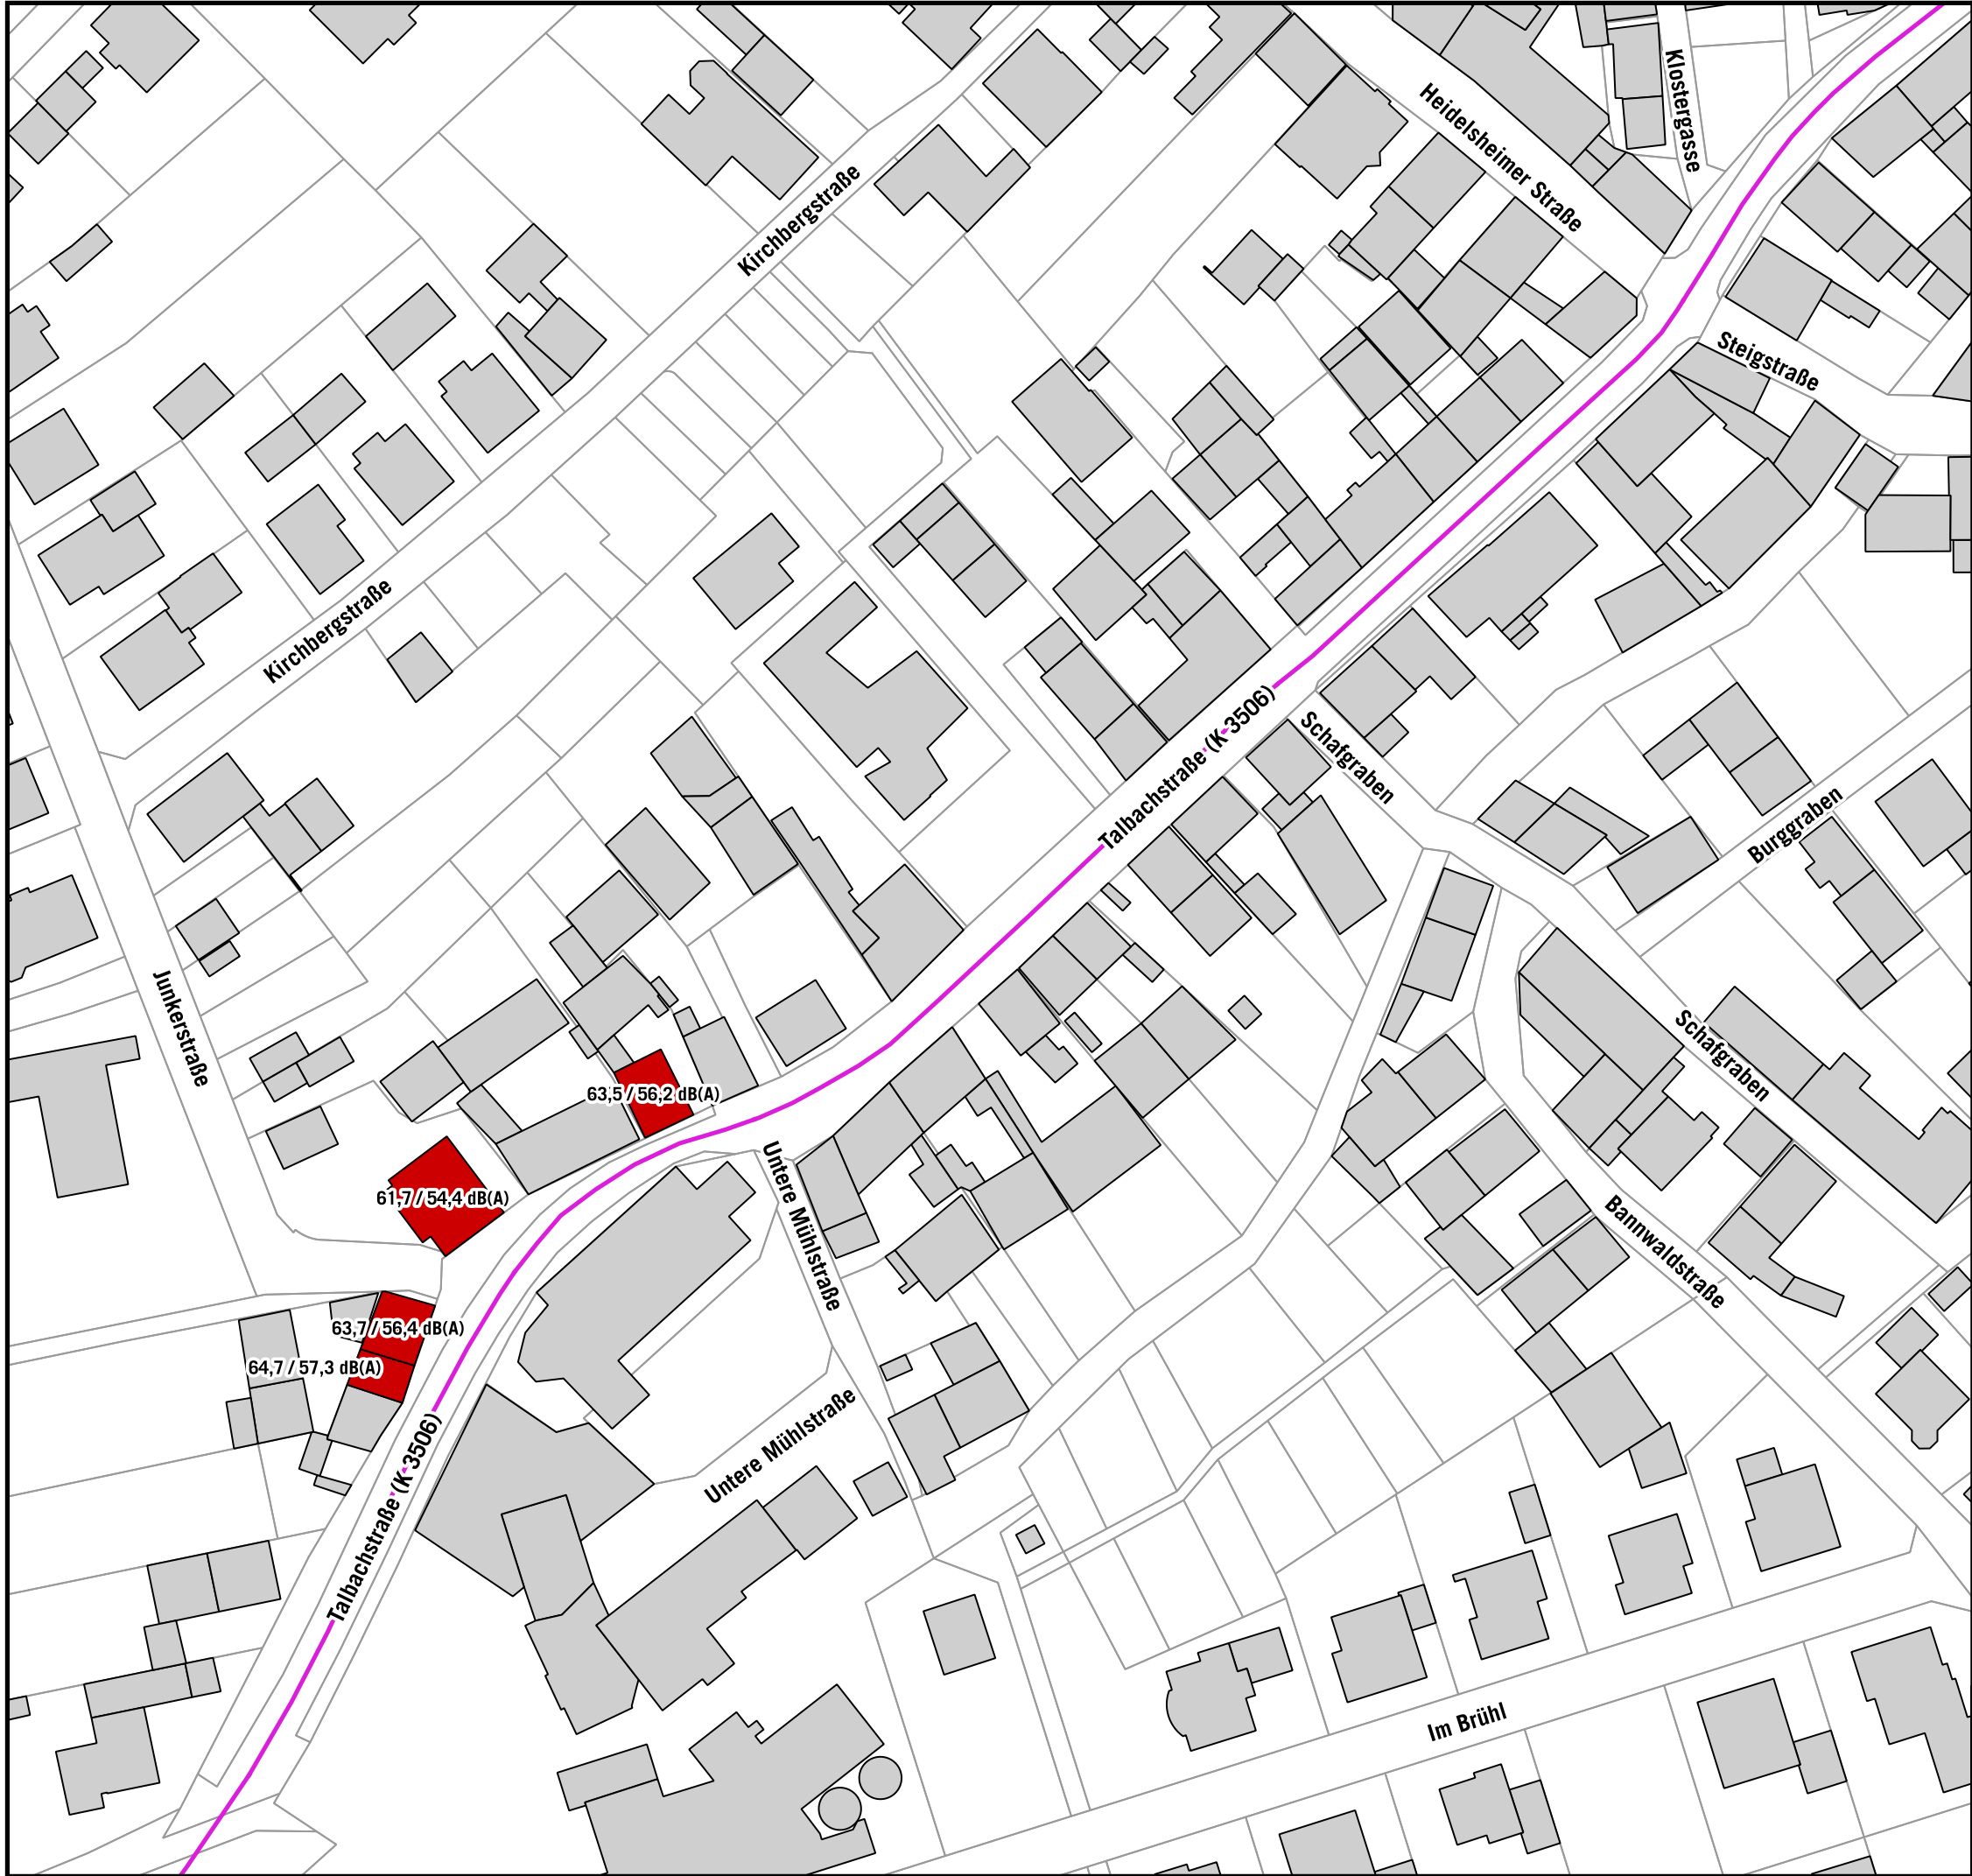 Klostergasse
Heidelsheimer Straße
Kirchbergstraße
Steigstraße
Kirchbergstraße
Talbachstraße (K 3506)
Schafgraben
Burggraben
Junkerstraße
Schafgraben
63,5 / 56,2 dB(A)
61,7 / 54,4 dB(A)
Untere Mühlstraße
Bannwaldstraße
63,7 / 56,4 dB(A)
64,7 / 57,3 dB(A)
Untere Mühlstraße
Talbachstraße (K 3506)
Im Brühl